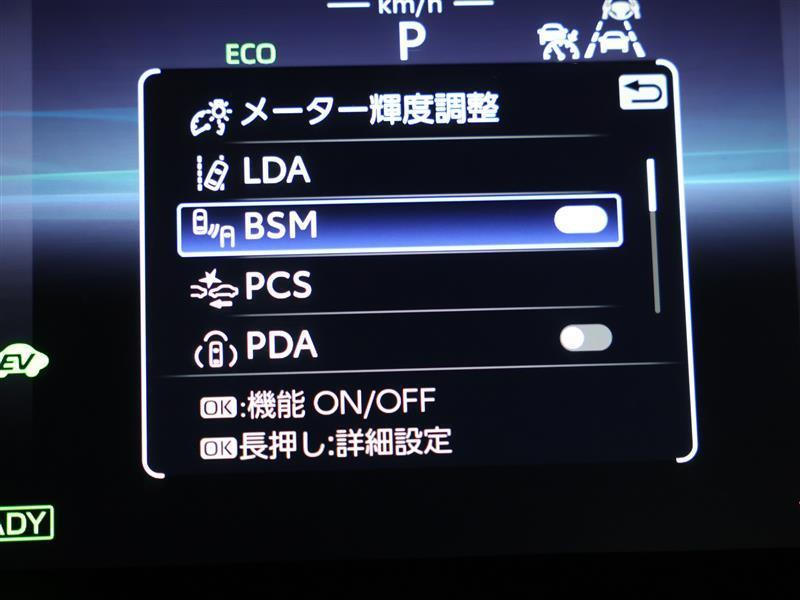 km/h
P
ECO
メーター輝度調整
LDA
BSM
PCS
PDA
OK:機能 ON/OFF
OK長押し:詳細設定
EV
ADY